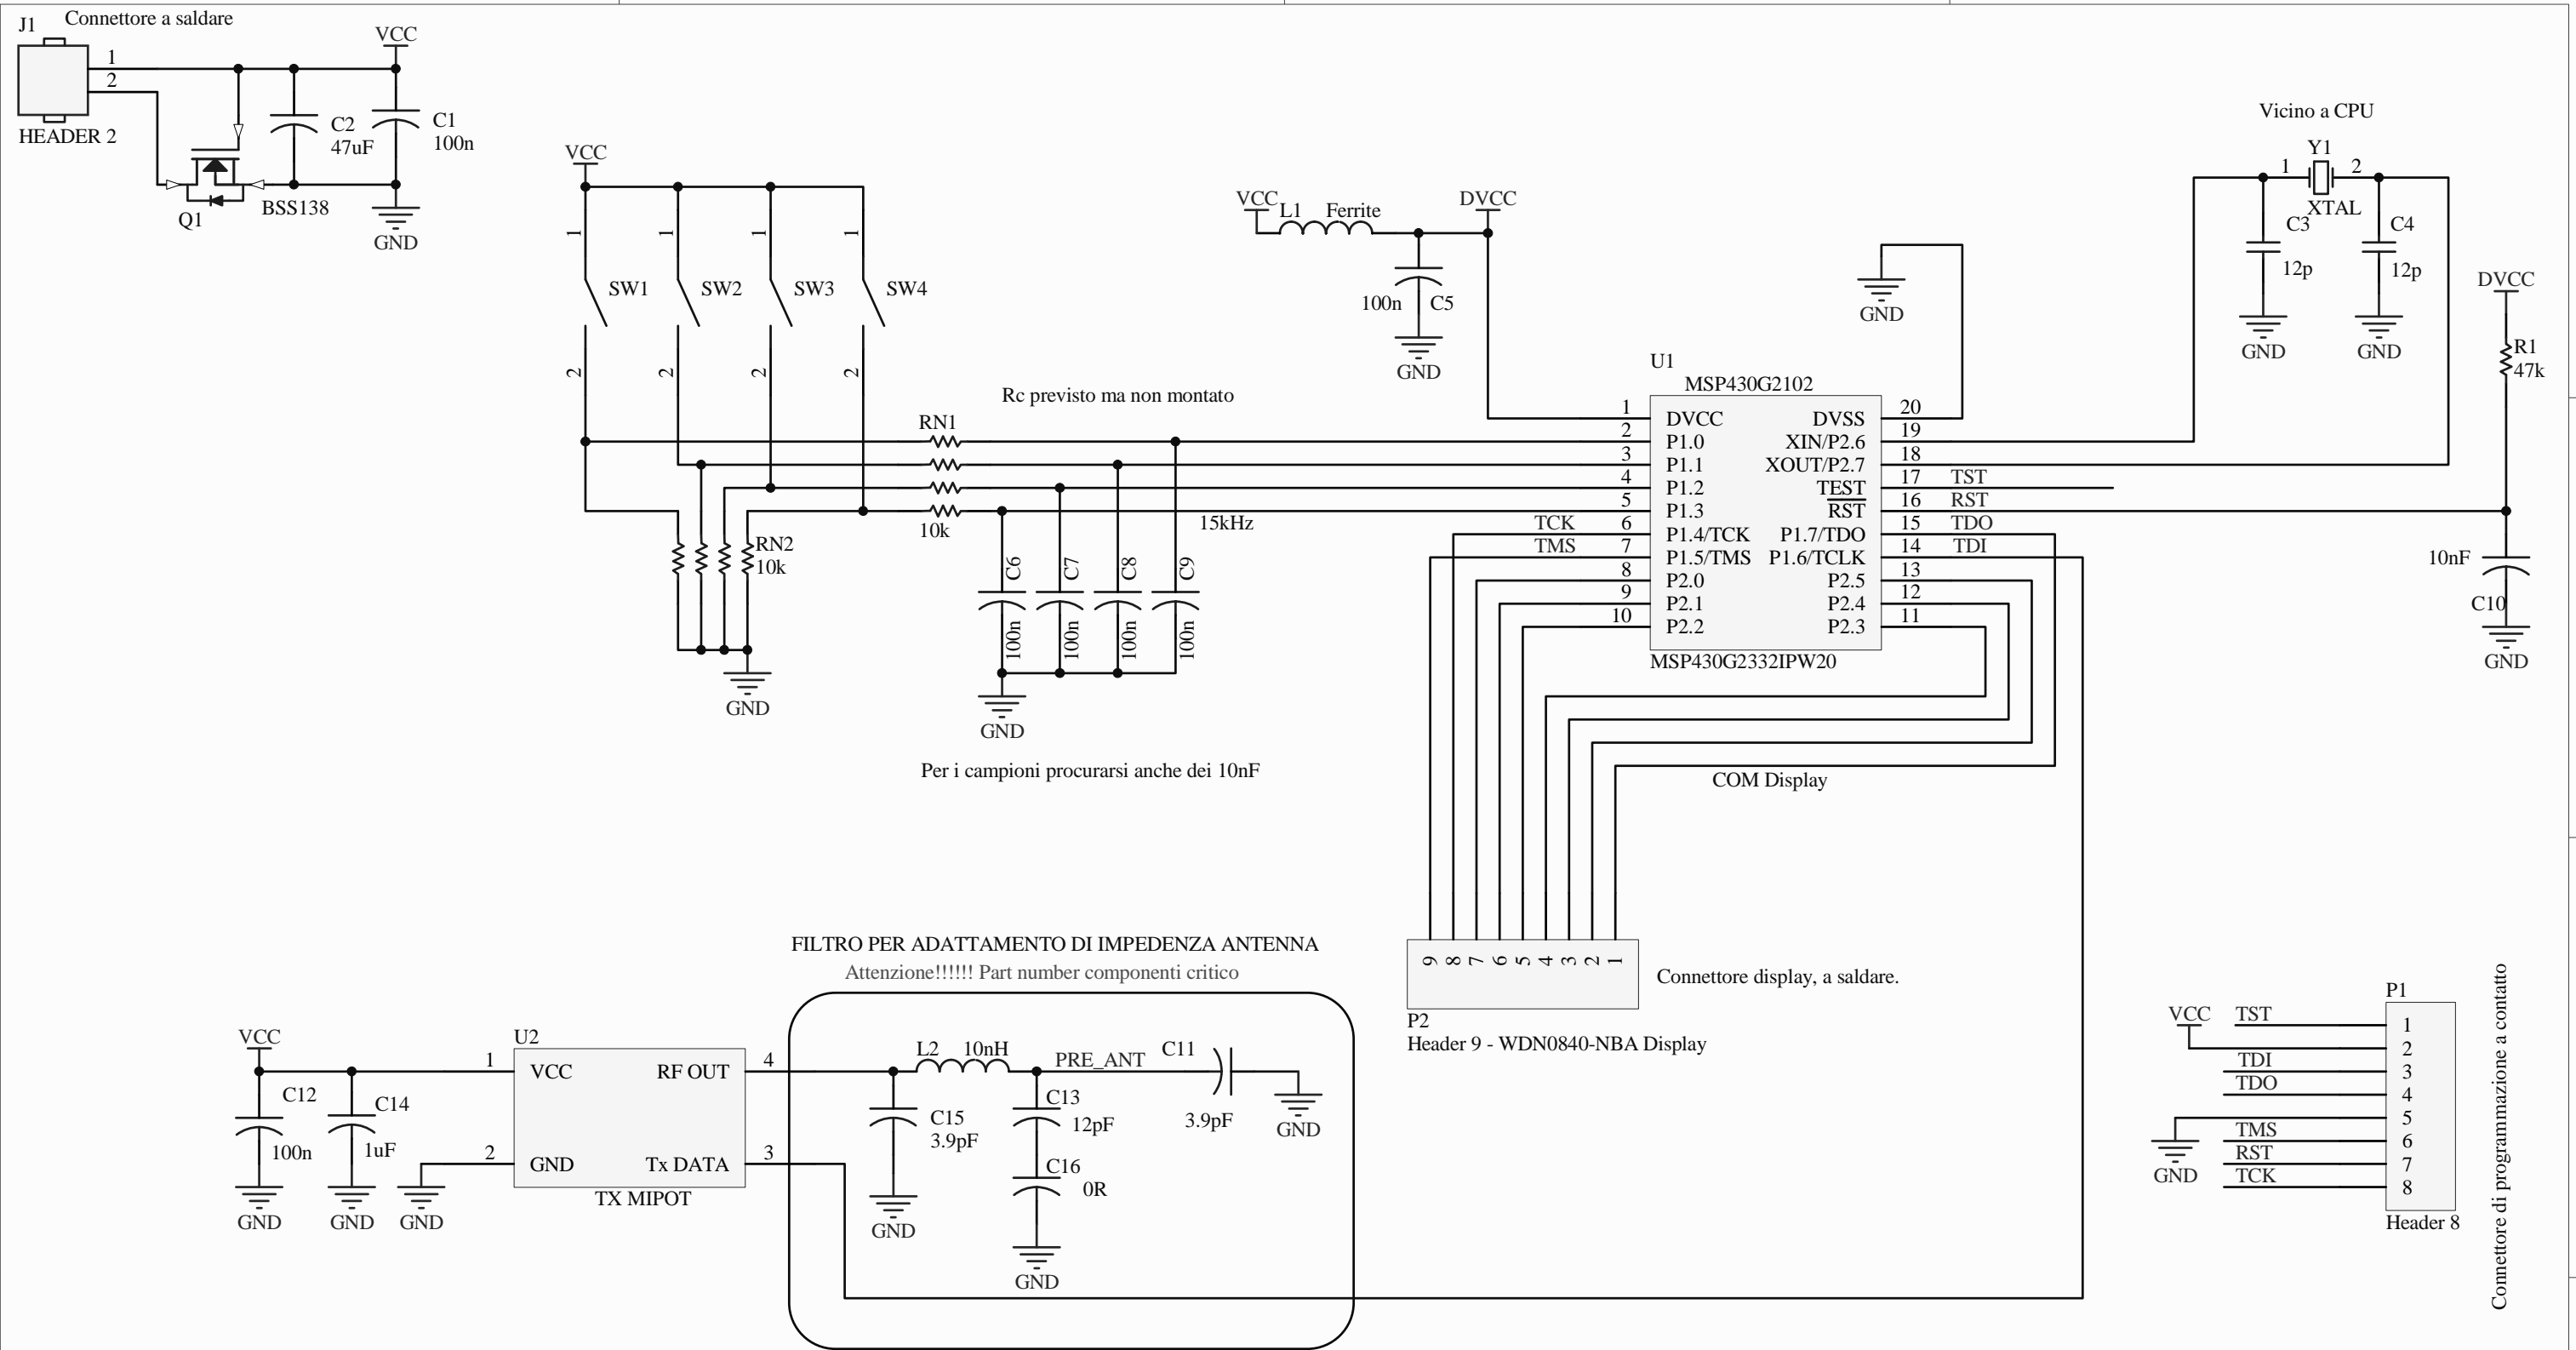 J1
Connettore a saldare
1
2
HEADER 2
VCC
C2
47uF
C1
100n
Q1
BSS138
GND
VCC
1
1
1
1
SW1
SW2
SW3
SW4
2
2
2
2
RN1
10k
RN2
10k
GND
Rc previsto ma non montato
15kHz
C6
C7
C8
C9
100n
100n
100n
100n
GND
Per i campioni procurarsi anche dei 10nF
VCC
L1
Ferrite
DVCC
100n
C5
GND
GND
U1
MSP430G2102
1 DVCC
2 P1.0
3 P1.1
4 P1.2
5 P1.3
TCK 6 P1.4/TCK
TMS 7 P1.5/TMS
8 P2.0
9 P2.1
10 P2.2
DVSS 20
XIN/P2.6 19
XOUT/P2.7 18
TEST 17 TST
RST 16 RST
P1.7/TDO 15 TDO
P1.6/TCLK 14 TDI
P2.5 13
P2.4 12
P2.3 11
MSP430G2332IPW20
Vicino a CPU
Y1
1
2
XTAL
C3
12p
C4
12p
GND
GND
DVCC
R1
47k
10nF
C10
GND
COM Display
9 8 7 6 5 4 3 2 1
Connettore display, a saldare.
P2
Header 9 - WDN0840-NBA Display
FILTRO PER ADATTAMENTO DI IMPEDENZA ANTENNA
Attenzione!!!!!! Part number componenti critico
VCC
C12
100n
C14
1uF
GND
GND
GND
U2
1 VCC
2 GND
RF OUT 4
Tx DATA 3
TX MIPOT
L2
10nH
PRE_ANT
C11
3.9pF
GND
C15
3.9pF
GND
C13
12pF
C16
0R
GND
P1
VCC
TST 1
2
TDI 3
TDO 4
5
TMS 6
RST 7
TCK 8
GND
Header 8
Connettore di programmazione a contatto